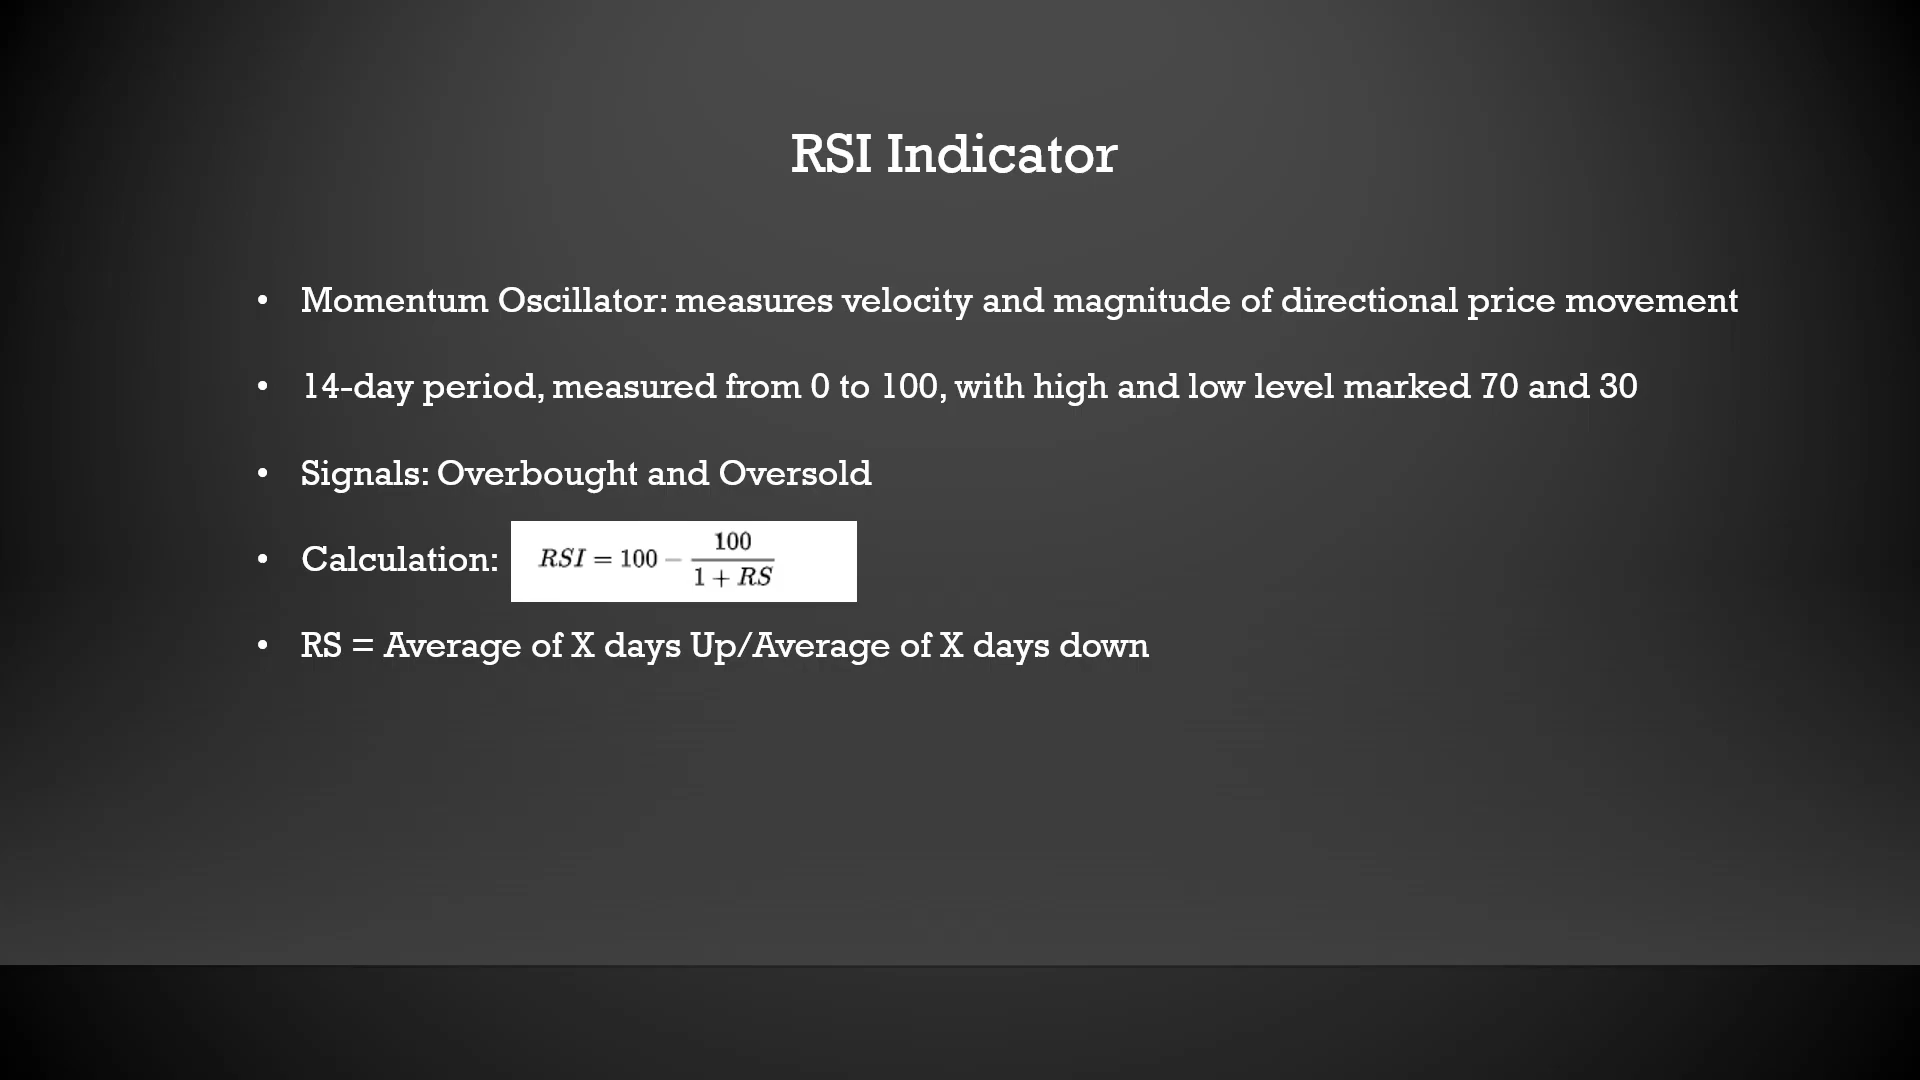 RSI Indicator
• Momentum Oscillator: measures velocity and magnitude of directional price movement
• 14-day period, measured from 0 to 100, with high and low level marked 70 and 30
• Signals: Overbought and Oversold
• Calculation: RSI = 100 − 100 / 1 + RS
• RS = Average of X days Up/Average of X days down